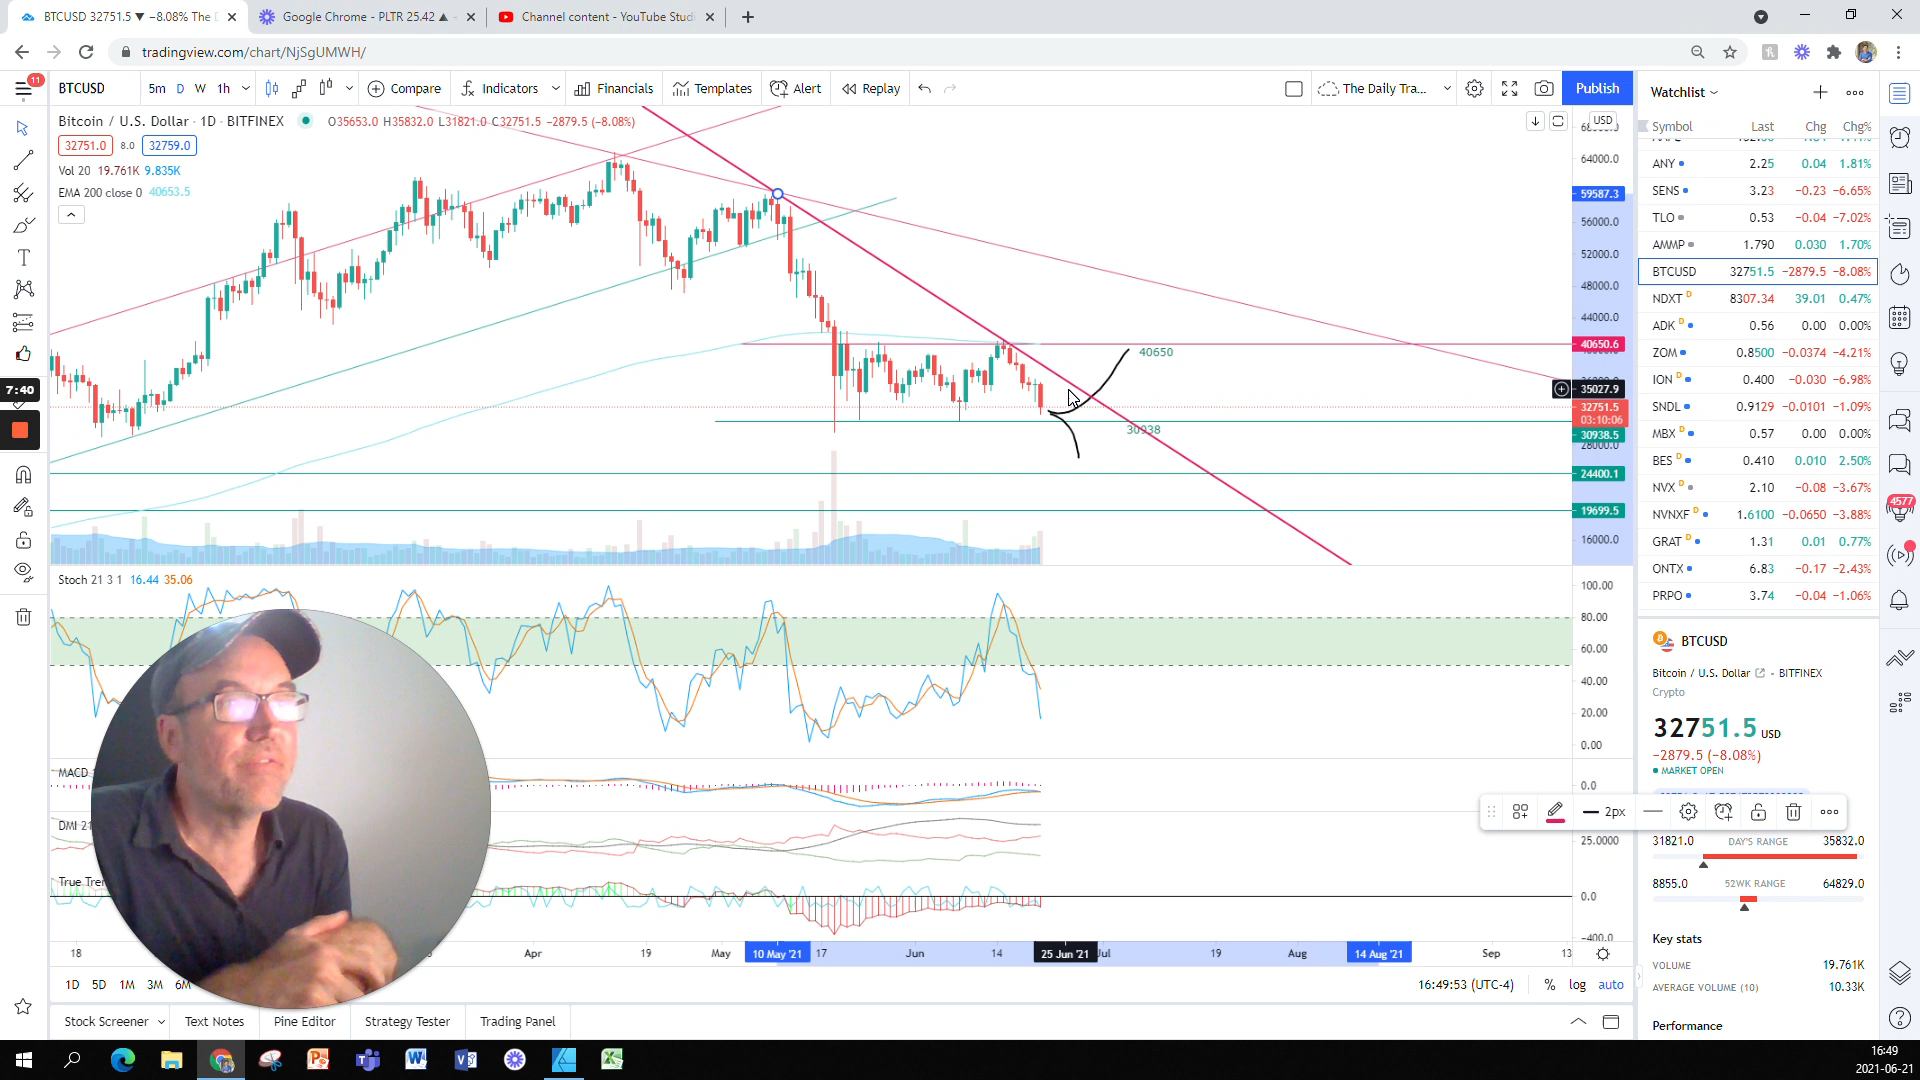 BTCUSD 32751.5 ▼ −8.08% The
Google Chrome - PLTR 25.42 ▲
Channel content - YouTube Studi
tradingview.com/chart/NjSgUMWH/
11
BTCUSD 5m D W 1h Compare Indicators Financials Templates Alert Replay The Daily Tra... Publish
Bitcoin / U.S. Dollar · 1D · BITFINEX O35653.0 H35832.0 L31821.0 C32751.5 −2879.5 (−8.08%)
32751.0 8.0 32759.0
Vol 20 19.761K 9.835K
EMA 200 close 0 40653.5
USD
64000.0
59587.3
56000.0
52000.0
48000.0
44000.0
40650.6
35027.9
32751.5
03:10:06
30938.5
28000.0
24400.1
19699.5
16000.0
40650
30938
7:40
Stoch 21 3 1 16.44 35.06
100.00
80.00
60.00
40.00
20.00
0.00
MACD
0.0
DMI 21
25.0000
True Tren
0.0
−400.0
18 Apr 19 May 10 May '21 17 Jun 14 25 Jun '21 Jul 19 Aug 14 Aug '21 Sep 13
1D 5D 1M 3M 6M
16:49:53 (UTC-4) % log auto
Stock Screener Text Notes Pine Editor Strategy Tester Trading Panel
Watchlist
Symbol Last Chg Chg%
ANY 2.25 0.04 1.81%
SENS 3.23 −0.23 −6.65%
TLO 0.53 −0.04 −7.02%
AMMP 1.790 0.030 1.70%
BTCUSD 32751.5 −2879.5 −8.08%
NDXT D 8307.34 39.01 0.47%
ADK D 0.56 0.00 0.00%
ZOM 0.8500 −0.0374 −4.21%
ION D 0.400 −0.030 −6.98%
SNDL 0.9129 −0.0101 −1.09%
MBX D 0.57 0.00 0.00%
BES D 0.410 0.010 2.50%
NVX D 2.10 −0.08 −3.67%
NVNXF D 1.6100 −0.0650 −3.88%
GRAT D 1.31 0.01 0.77%
ONTX 6.83 −0.17 −2.43%
PRPO 3.74 −0.04 −1.06%
4577
BTCUSD
Bitcoin / U.S. Dollar · BITFINEX
Crypto
32751.5 USD
−2879.5 (−8.08%)
MARKET OPEN
2px
31821.0 DAY'S RANGE 35832.0
8855.0 52WK RANGE 64829.0
Key stats
VOLUME 19.761K
AVERAGE VOLUME (10) 10.33K
Performance
16:49
2021-06-21